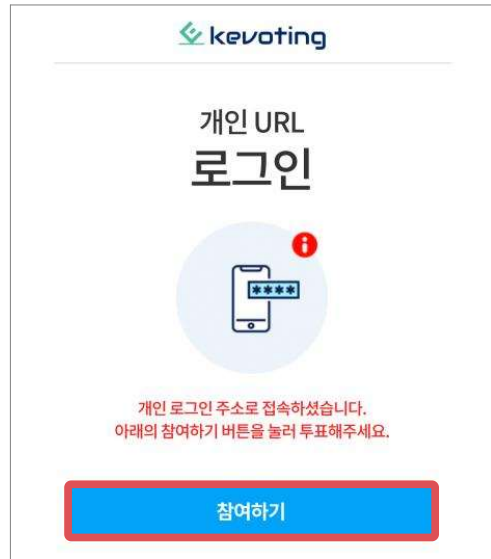 kevoting
개인 URL
로그인
****
개인 로그인 주소로 접속하셨습니다.
아래의 참여하기 버튼을 눌러 투표해주세요.
참여하기